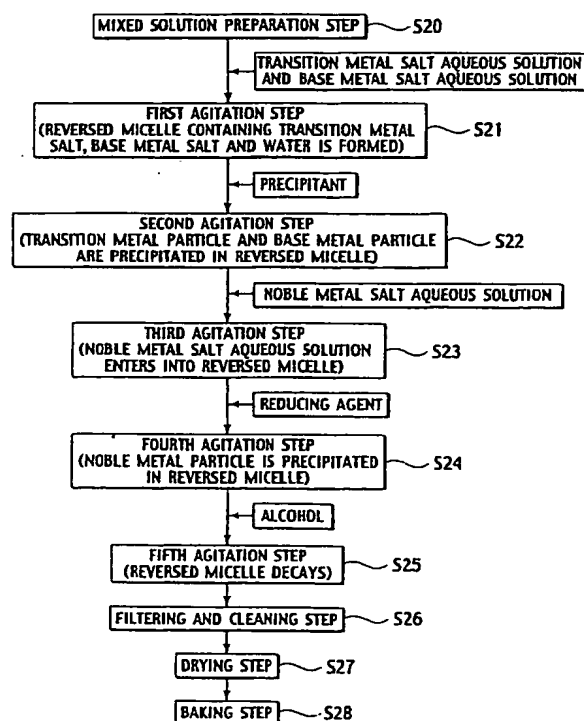 MIXED SOLUTION PREPARATION STEP
S20
TRANSITION METAL SALT AQUEOUS SOLUTION
AND BASE METAL SALT AQUEOUS SOLUTION
FIRST AGITATION STEP
(REVERSED MICELLE CONTAINING TRANSITION METAL
SALT, BASE METAL SALT AND WATER IS FORMED)
S21
PRECIPITANT
SECOND AGITATION STEP
(TRANSITION METAL PARTICLE AND BASE METAL PARTICLE
ARE PRECIPITATED IN REVERSED MICELLE)
S22
NOBLE METAL SALT AQUEOUS SOLUTION
THIRD AGITATION STEP
(NOBLE METAL SALT AQUEOUS SOLUTION
ENTERS INTO REVERSED MICELLE)
S23
REDUCING AGENT
FOURTH AGITATION STEP
(NOBLE METAL PARTICLE IS PRECIPITATED
IN REVERSED MICELLE)
S24
ALCOHOL
FIFTH AGITATION STEP
(REVERSED MICELLE DECAYS)
S25
FILTERING AND CLEANING STEP
S26
DRYING STEP
S27
BAKING STEP
S28